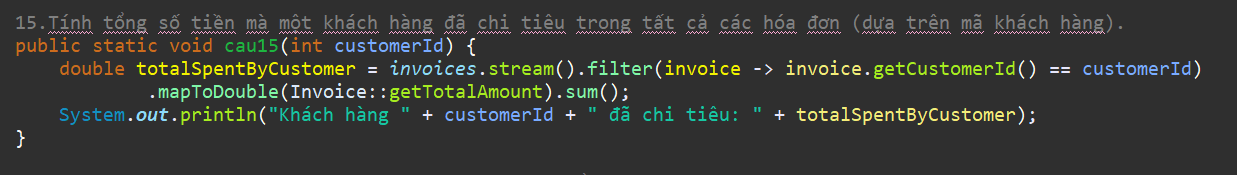 15.Tính tổng số tiền mà một khách hàng đã chi tiêu trong tất cả các hóa đơn (dựa trên mã khách hàng).
public static void cau15(int customerId) {
    double totalSpentByCustomer = invoices.stream().filter(invoice -> invoice.getCustomerId() == customerId)
            .mapToDouble(Invoice::getTotalAmount).sum();
    System.out.println("Khách hàng " + customerId + " đã chi tiêu: " + totalSpentByCustomer);
}